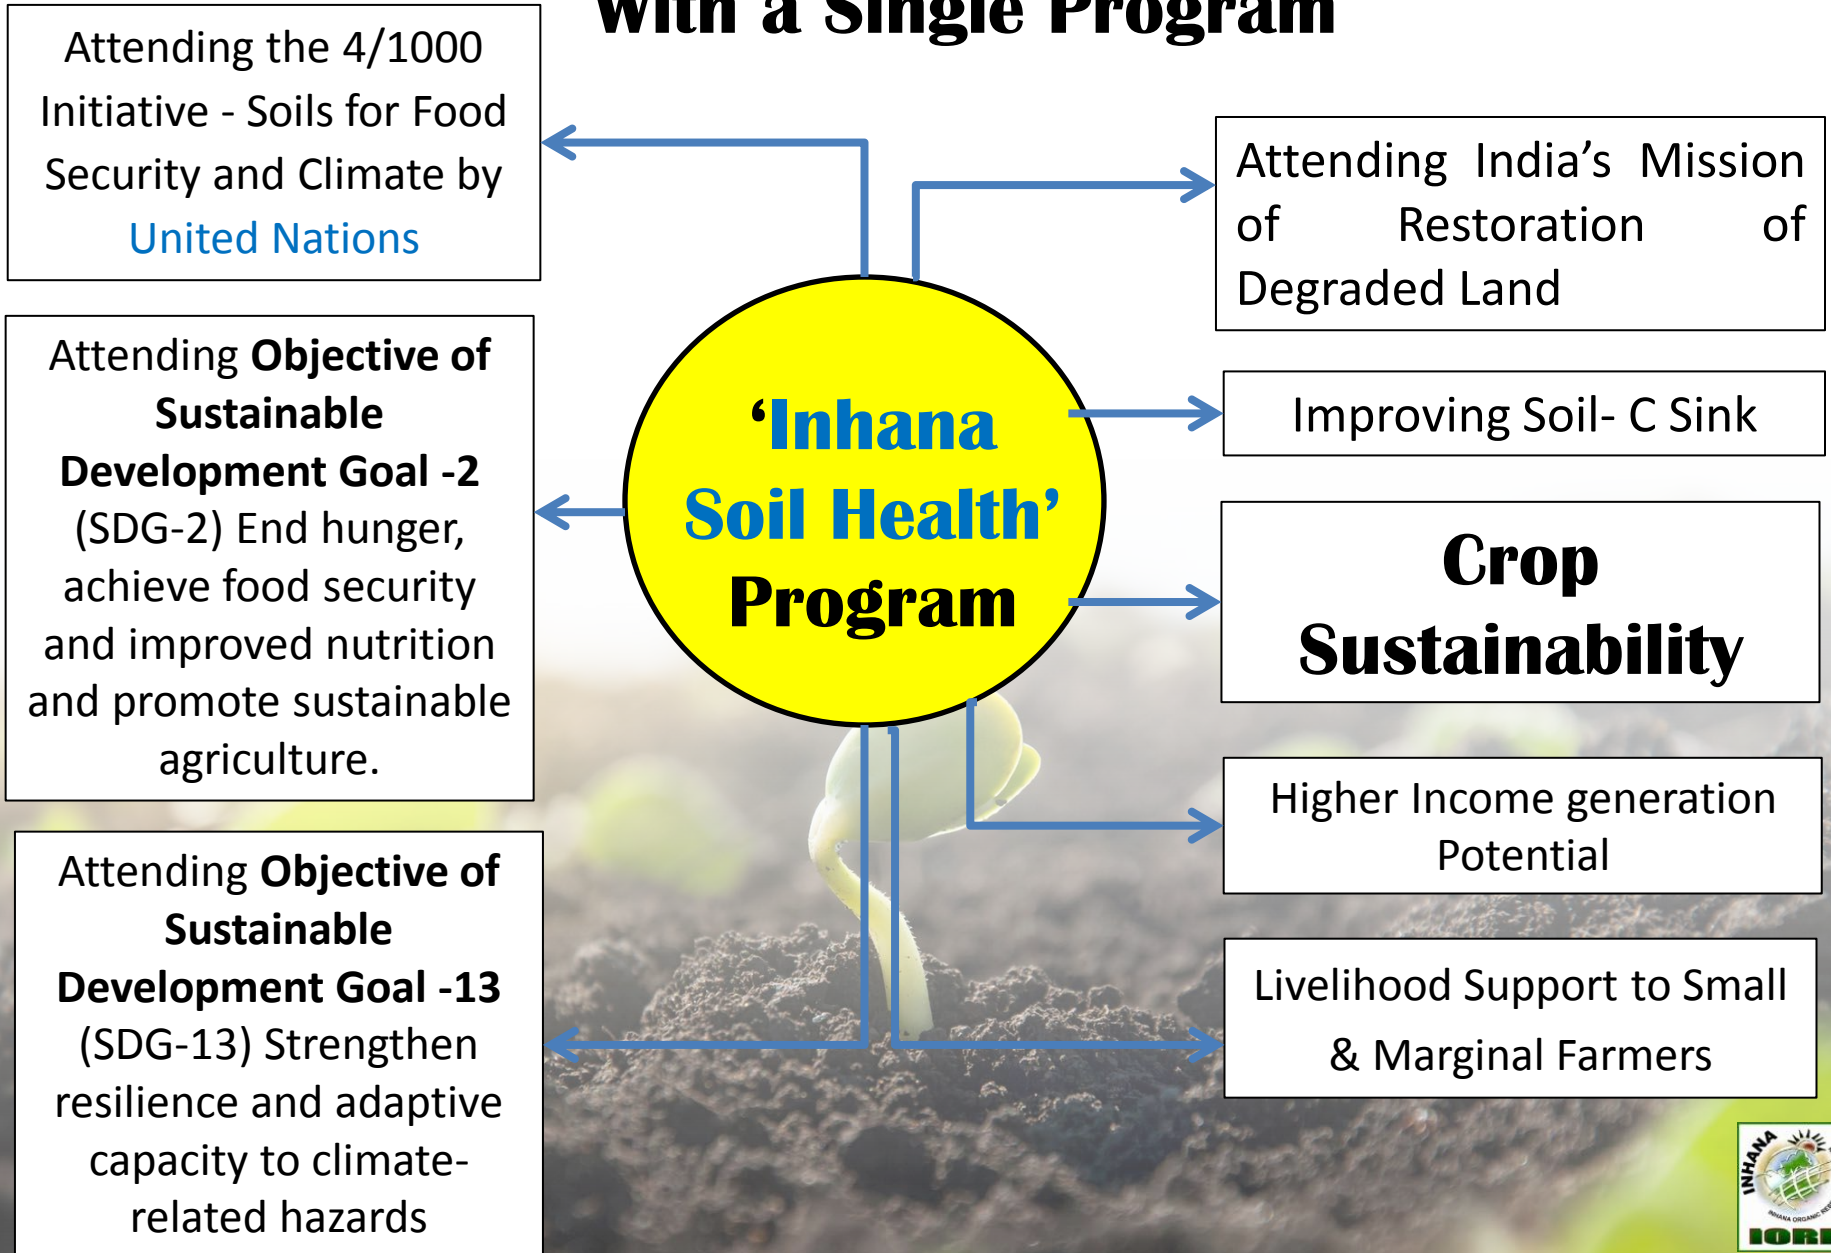 With a Single Program
Attending the 4/1000
Initiative - Soils for Food
Security and Climate by
United Nations
Attending Objective of
Sustainable
Development Goal -2
(SDG-2) End hunger,
achieve food security
and improved nutrition
and promote sustainable
agriculture.
Attending Objective of
Sustainable
Development Goal -13
(SDG-13) Strengthen
resilience and adaptive
capacity to climate-
related hazards
‘Inhana
Soil Health’
Program
Attending India’s Mission
of Restoration of
Degraded Land
Improving Soil- C Sink
Crop
Sustainability
Higher Income generation
Potential
Livelihood Support to Small
& Marginal Farmers
INHANA
INHANA ORGANIC